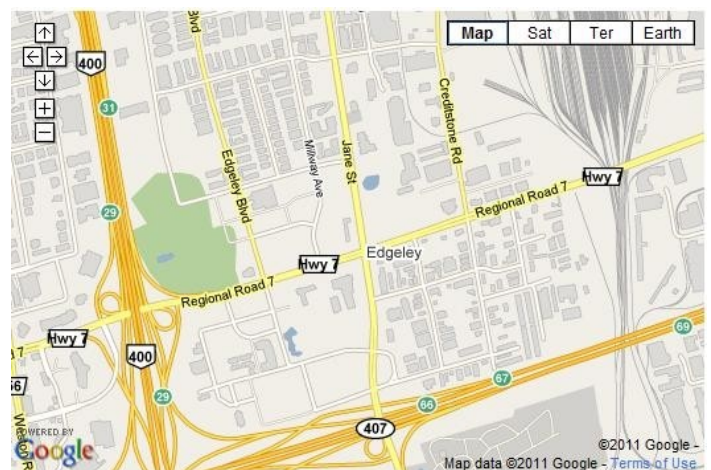 Blvd
Map
Sat
Ter
Earth
400
31
Edgeley Blvd
Millway Ave
Jane St
Creditstone Rd
Hwy 7
Regional Road 7
29
Edgeley
Hwy 7
Regional Road 7
Hwy 7
400
69
67
66
29
407
POWERED BY
Google
©2011 Google -
Map data ©2011 Google - Terms of Use